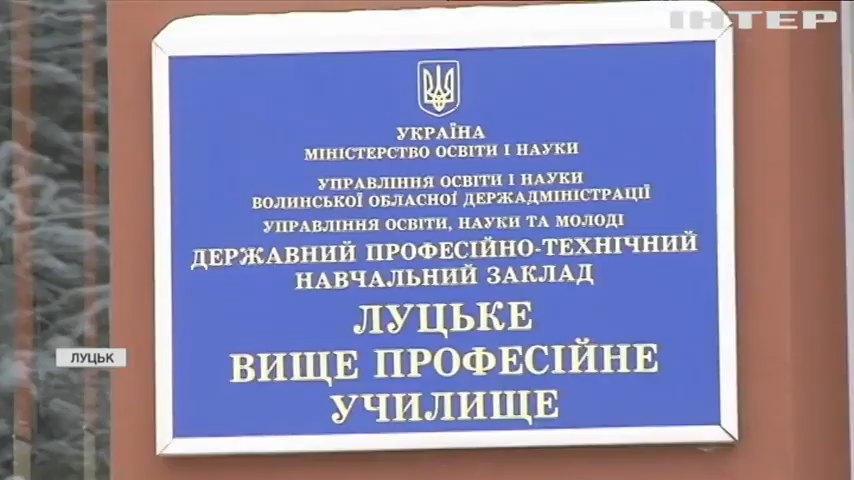 ІНТЕР
УКРАЇНА
МІНІСТЕРСТВО ОСВІТИ І НАУКИ
УПРАВЛІННЯ ОСВІТИ І НАУКИ
ВОЛИНСЬКОЇ ОБЛАСНОЇ ДЕРЖАДМІНІСТРАЦІЇ
УПРАВЛІННЯ ОСВІТИ, НАУКИ ТА МОЛОДІ
ДЕРЖАВНИЙ ПРОФЕСІЙНО-ТЕХНІЧНИЙ
НАВЧАЛЬНИЙ ЗАКЛАД
ЛУЦЬКЕ
ВИЩЕ ПРОФЕСІЙНЕ
УЧИЛИЩЕ
ЛУЦЬК